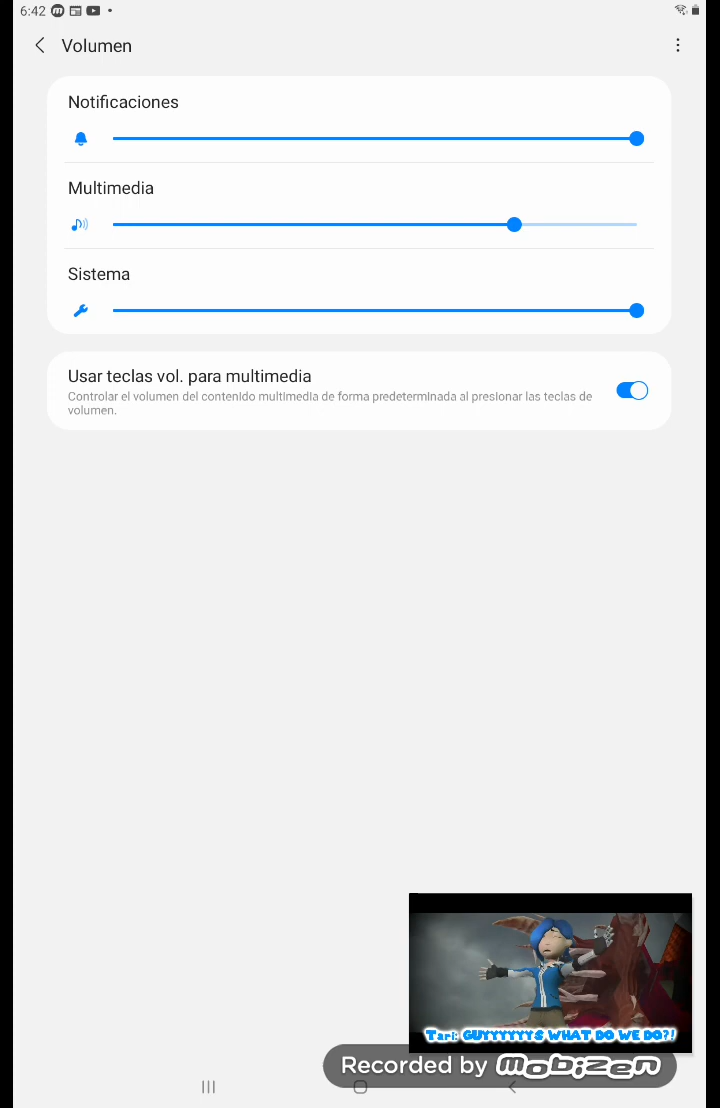 6:42
Volumen
Notificaciones
Multimedia
Sistema
Usar teclas vol. para multimedia
Controlar el volumen del contenido multimedia de forma predeterminada al presionar las teclas de
volumen.
Tari: GUYYYYYYS WHAT DO WE DO?!
Recorded by mobizen